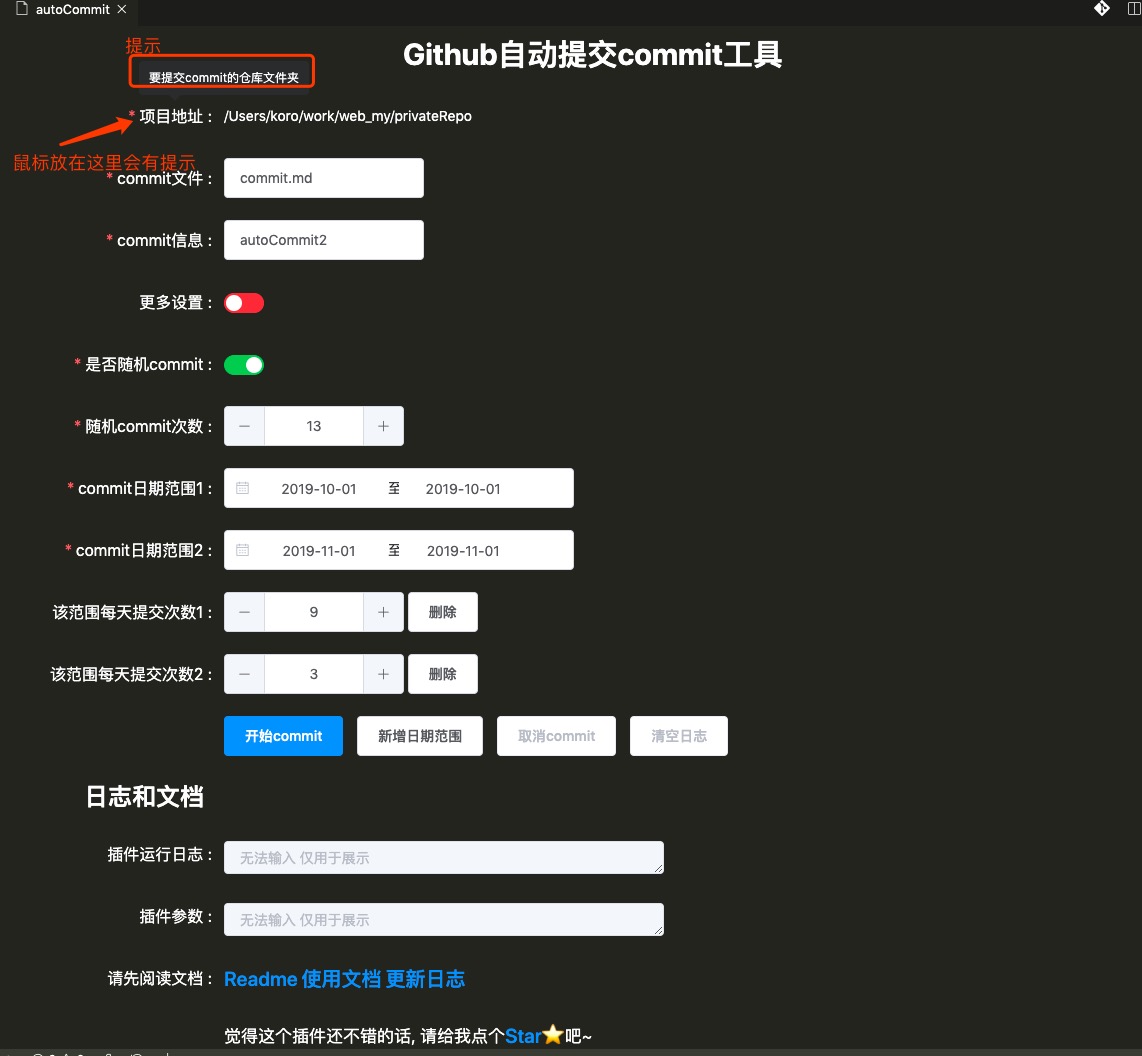 autoCommit
提示
Github自动提交commit工具
要提交commit的仓库文件夹
* 项目地址： /Users/koro/work/web_my/privateRepo
鼠标放在这里会有提示
* commit文件： commit.md
* commit信息： autoCommit2
更多设置：
* 是否随机commit：
* 随机commit次数： 13
* commit日期范围1： 2019-10-01 至 2019-10-01
* commit日期范围2： 2019-11-01 至 2019-11-01
该范围每天提交次数1： 9 删除
该范围每天提交次数2： 3 删除
开始commit 新增日期范围 取消commit 清空日志
日志和文档
插件运行日志： 无法输入 仅用于展示
插件参数： 无法输入 仅用于展示
请先阅读文档： Readme 使用文档 更新日志
觉得这个插件还不错的话, 请给我点个Star⭐吧~